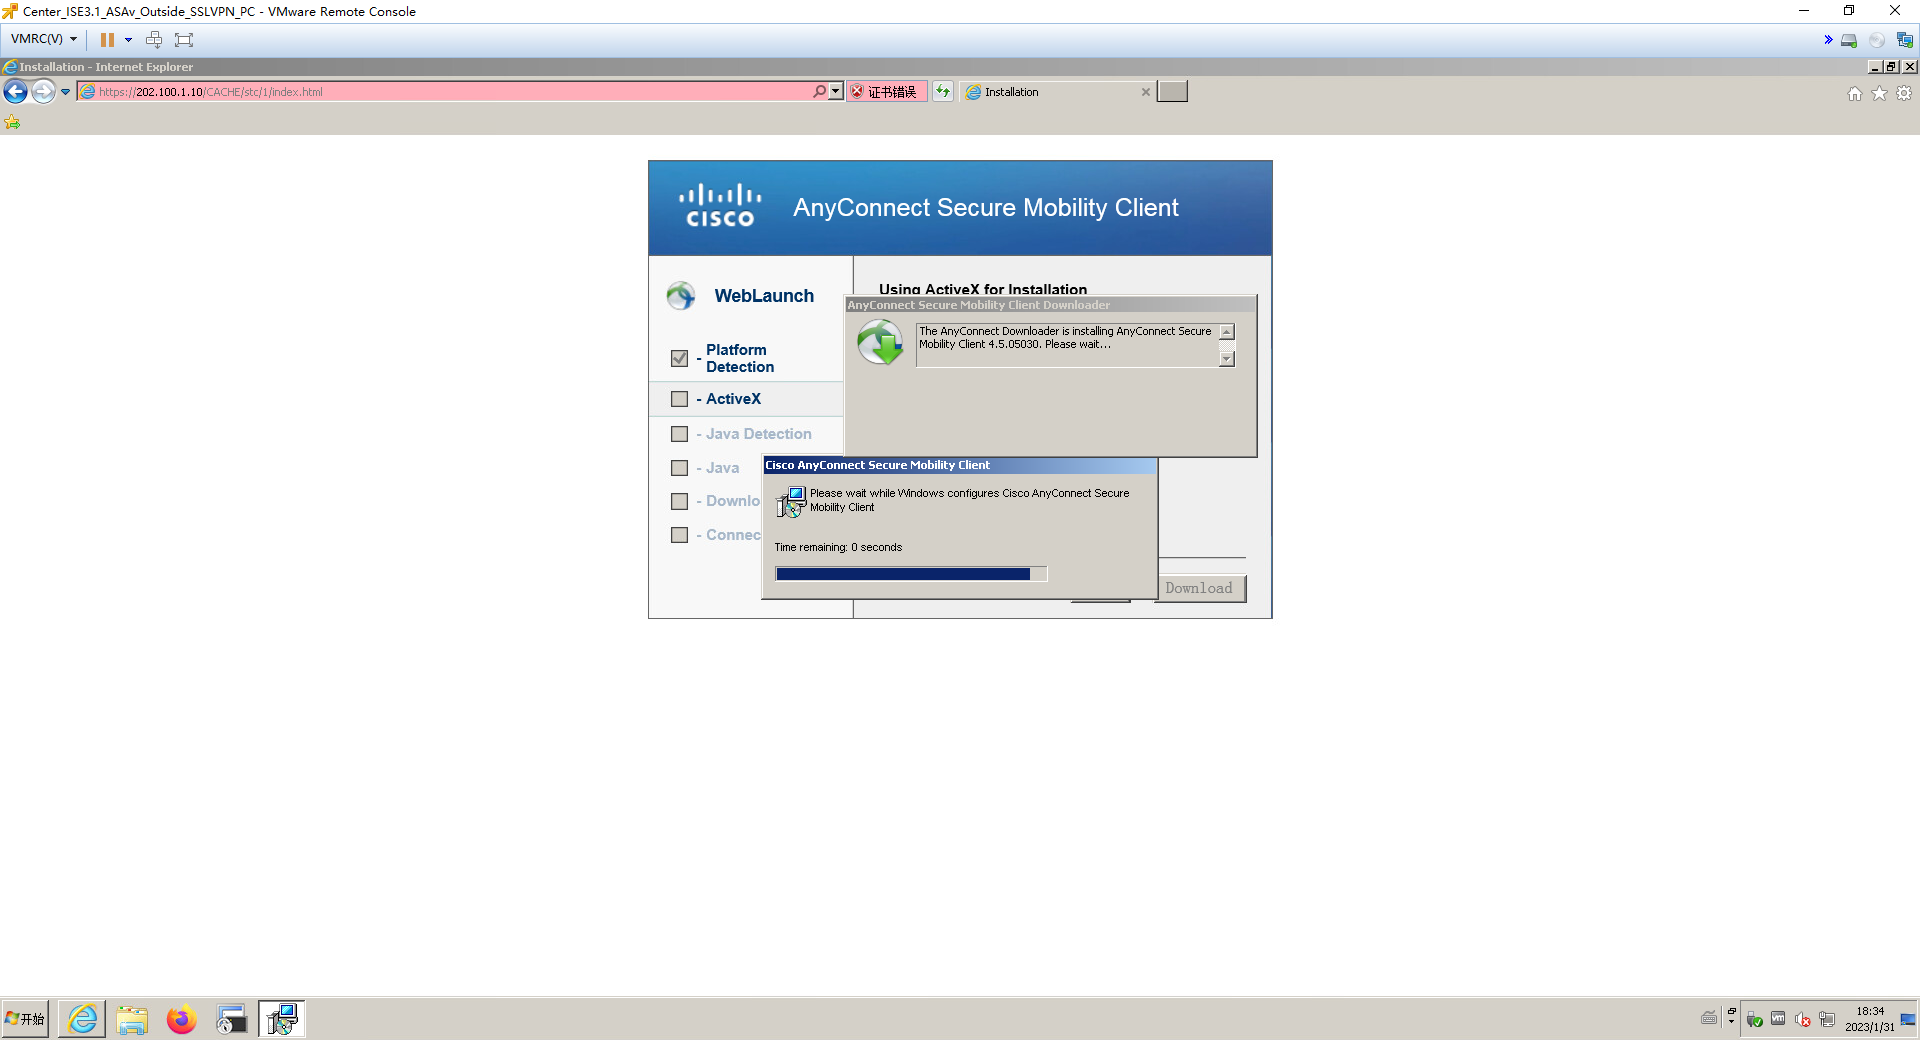 Center_ISE3.1_ASAv_Outside_SSLVPN_PC - VMware Remote Console
VMRC(V)
Installation - Internet Explorer
https://202.100.1.10/CACHE/stc/1/index.html
证书错误
Installation
CISCO
AnyConnect Secure Mobility Client
WebLaunch
Using ActiveX for Installation
- Platform
Detection
- ActiveX
- Java Detection
- Java
- Downlo
- Connec
AnyConnect Secure Mobility Client Downloader
The AnyConnect Downloader is installing AnyConnect Secure
Mobility Client 4.5.05030. Please wait...
Cisco AnyConnect Secure Mobility Client
Please wait while Windows configures Cisco AnyConnect Secure
Mobility Client
Time remaining: 0 seconds
Download
开始
vm
18:34
2023/1/31